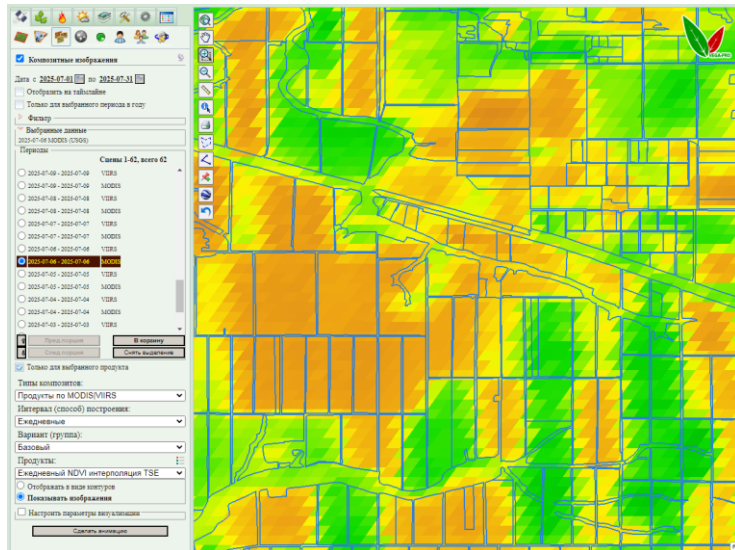 Композитные изображения
Дата с 2025-07-01 по 2025-07-31
Отобразить на таймлайне
Только для выбранного периода в году
Фильтр
Выбранные данные
2025-07-06 MODIS (USGS)
Периоды
Сцены 1-62, всего 62
2025-07-09 - 2025-07-09 VIIRS
2025-07-09 - 2025-07-09 MODIS
2025-07-08 - 2025-07-08 VIIRS
2025-07-08 - 2025-07-08 MODIS
2025-07-07 - 2025-07-07 VIIRS
2025-07-07 - 2025-07-07 MODIS
2025-07-06 - 2025-07-06 VIIRS
2025-07-06 - 2025-07-06 MODIS
2025-07-05 - 2025-07-05 VIIRS
2025-07-05 - 2025-07-05 MODIS
2025-07-04 - 2025-07-04 VIIRS
2025-07-04 - 2025-07-04 MODIS
2025-07-03 - 2025-07-03 VIIRS
Пред.порция В корзину
След.порция Снять выделение
Только для выбранного продукта
Типы композитов:
Продукты по MODIS|VIIRS
Интервал (способ) построения:
Ежедневные
Вариант (группа):
Базовый
Продукты:
Ежедневный NDVI интерполяция TSE
Отображать в виде контуров
Показывать изображения
Настроить параметры визуализации
Сделать анимацию
VEGA-PRO